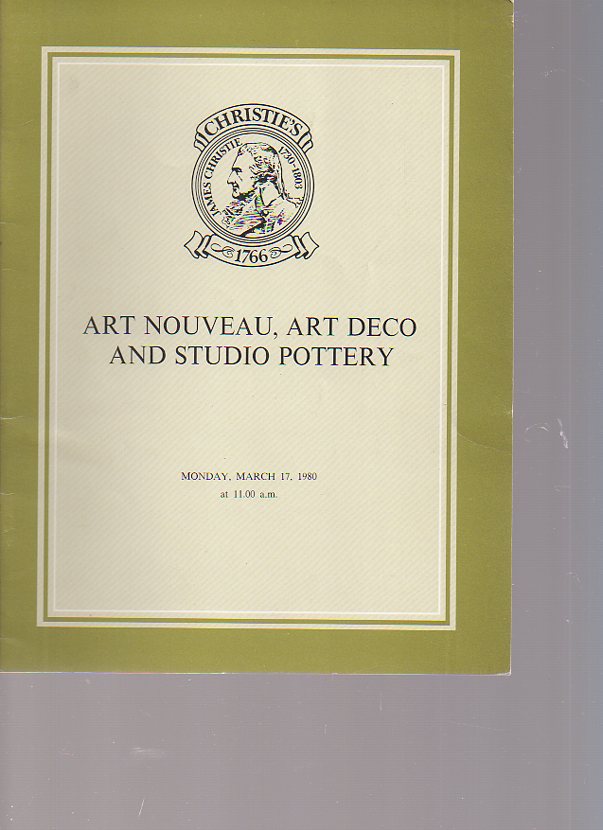 CHRISTIE'S
JAMES CHRISTIE 1730-1803
1766
ART NOUVEAU, ART DECO
AND STUDIO POTTERY
MONDAY, MARCH 17, 1980
at 11.00 a.m.